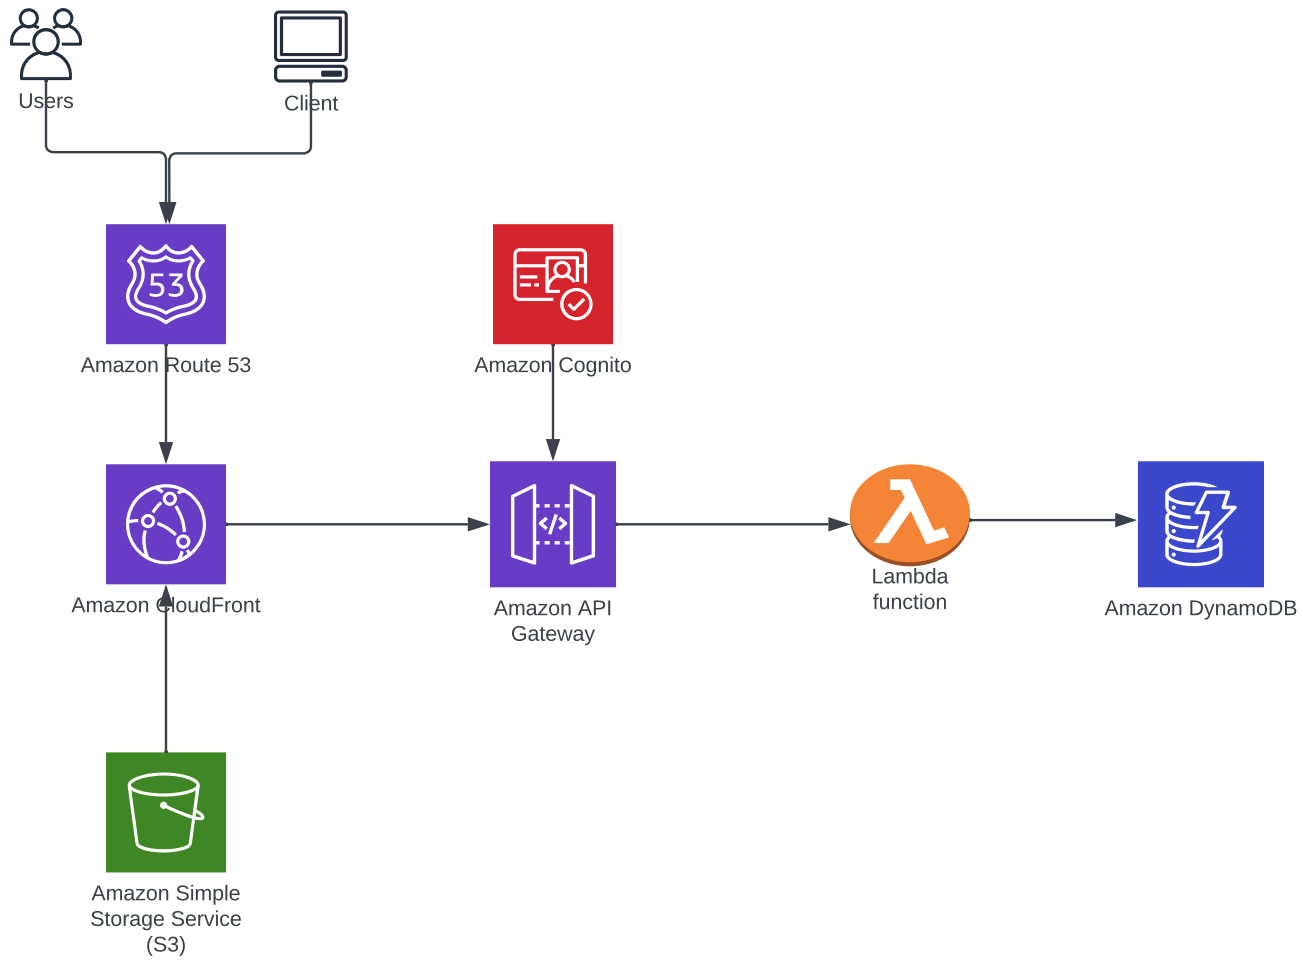 Users
Client
53
Amazon Route 53
Amazon Cognito
</>
Amazon CloudFront
Amazon API
Gateway
Lambda
function
Amazon DynamoDB
Amazon Simple
Storage Service
(S3)